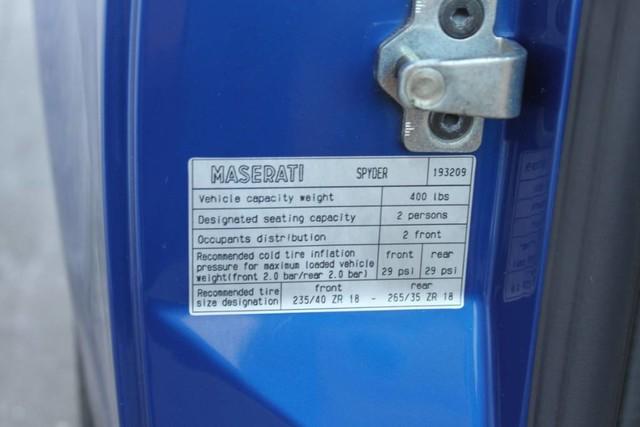 MASERATI SPYDER 193209
Vehicle capacity weight 400 lbs
Designated seating capacity 2 persons
Occupants distribution 2 front
Recommended cold tire inflation front rear
pressure for maximum loaded vehicle
weight(front 2.0 bar/rear 2.0 bar) 29 psi 29 psi
Recommended tire front rear
size designation 235/40 ZR 18 - 265/35 ZR 18